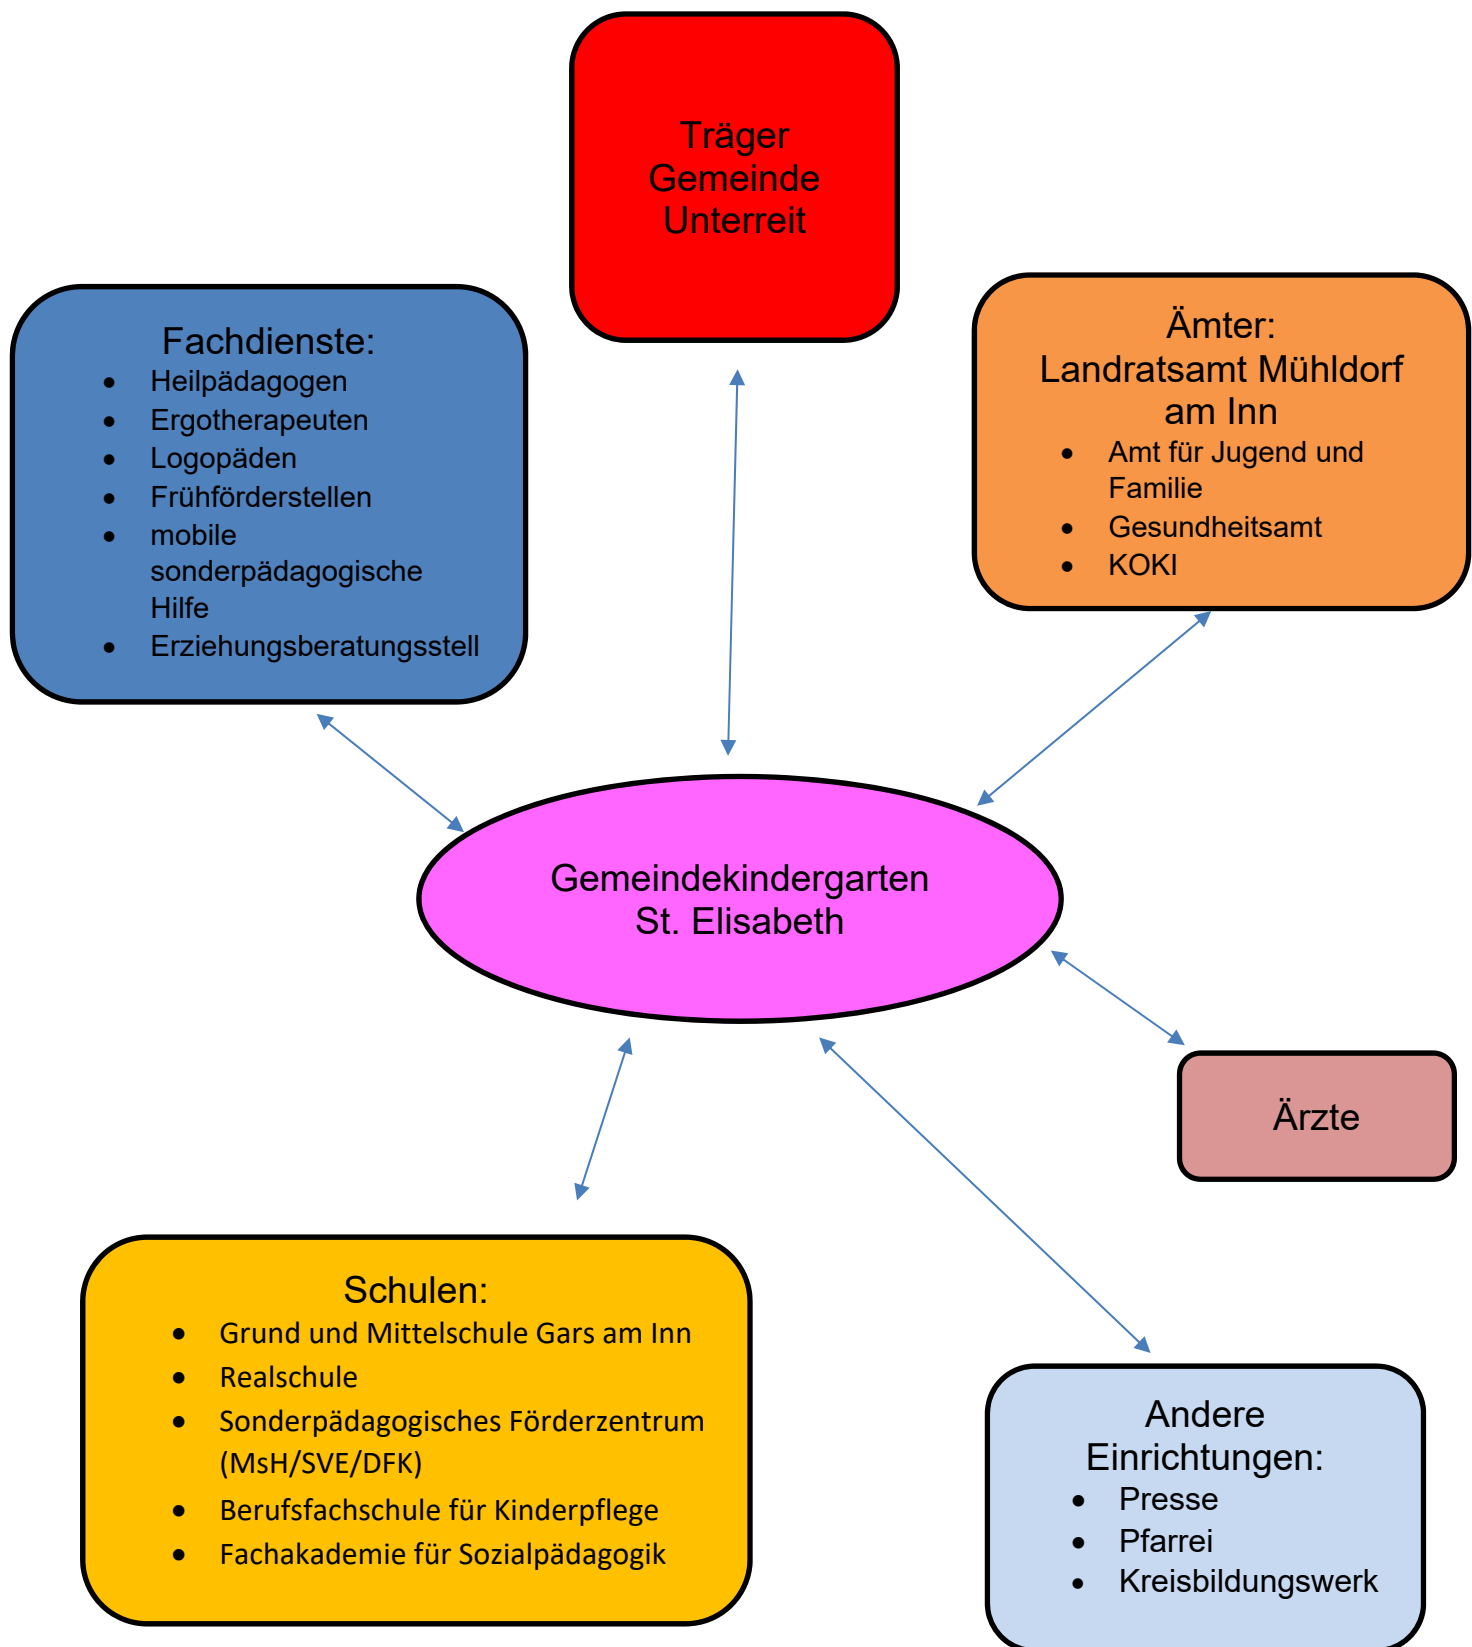 Träger
Gemeinde
Unterreit
Fachdienste:
• Heilpädagogen
• Ergotherapeuten
• Logopäden
• Frühförderstellen
• mobile
sonderpädagogische
Hilfe
• Erziehungsberatungsstell
Ämter:
Landratsamt Mühldorf
am Inn
• Amt für Jugend und
Familie
• Gesundheitsamt
• KOKI
Gemeindekindergarten
St. Elisabeth
Ärzte
Schulen:
• Grund und Mittelschule Gars am Inn
• Realschule
• Sonderpädagogisches Förderzentrum
(MsH/SVE/DFK)
• Berufsfachschule für Kinderpflege
• Fachakademie für Sozialpädagogik
Andere
Einrichtungen:
• Presse
• Pfarrei
• Kreisbildungswerk